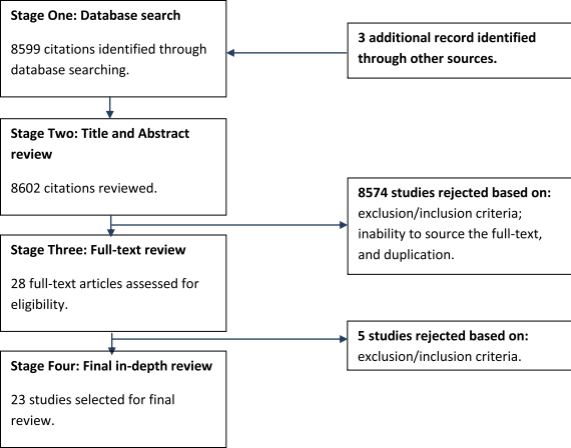 Stage One: Database search
8599 citations identified through
database searching.
3 additional record identified
through other sources.
Stage Two: Title and Abstract
review
8602 citations reviewed.
8574 studies rejected based on:
exclusion/inclusion criteria;
inability to source the full-text,
and duplication.
Stage Three: Full-text review
28 full-text articles assessed for
eligibility.
5 studies rejected based on:
exclusion/inclusion criteria.
Stage Four: Final in-depth review
23 studies selected for final
review.